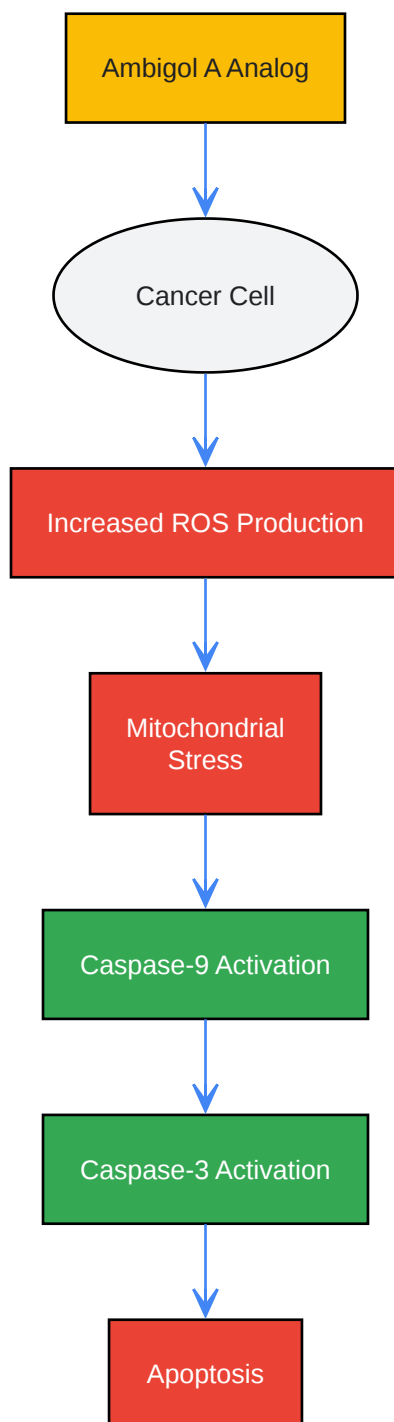 Ambigol A Analog
Cancer Cell
Increased ROS Production
Mitochondrial
Stress
Caspase-9 Activation
Caspase-3 Activation
Apoptosis